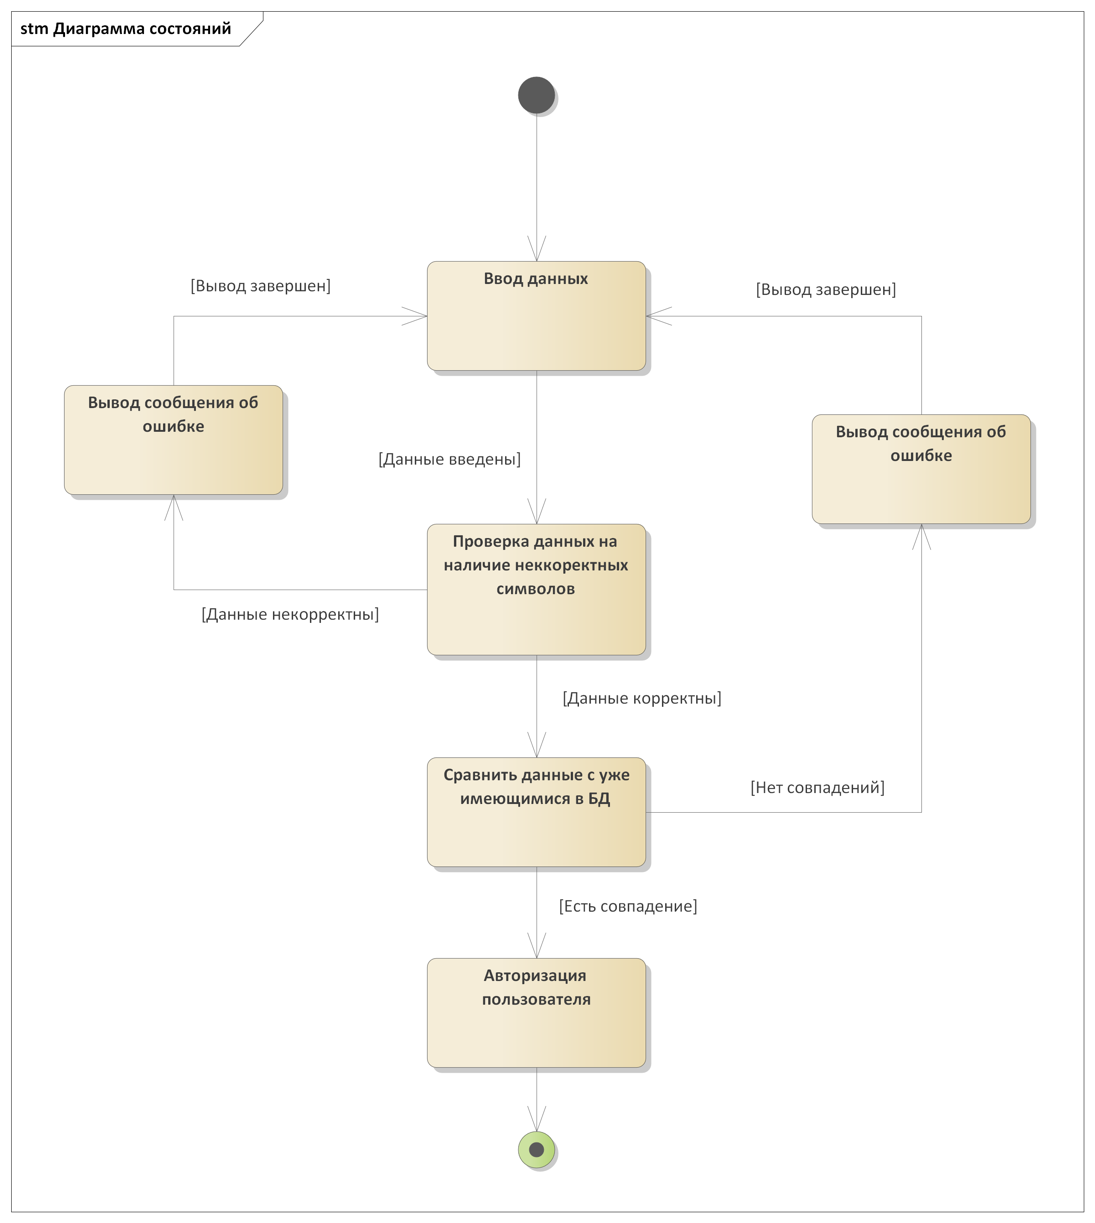 stm Диаграмма состояний
Ввод данных
[Вывод завершен]
[Вывод завершен]
Вывод сообщения об
ошибке
Вывод сообщения об
ошибке
[Данные введены]
Проверка данных на
наличие неккоректных
символов
[Данные некорректны]
[Данные корректны]
Сравнить данные с уже
имеющимися в БД
[Нет совпадений]
[Есть совпадение]
Авторизация
пользователя